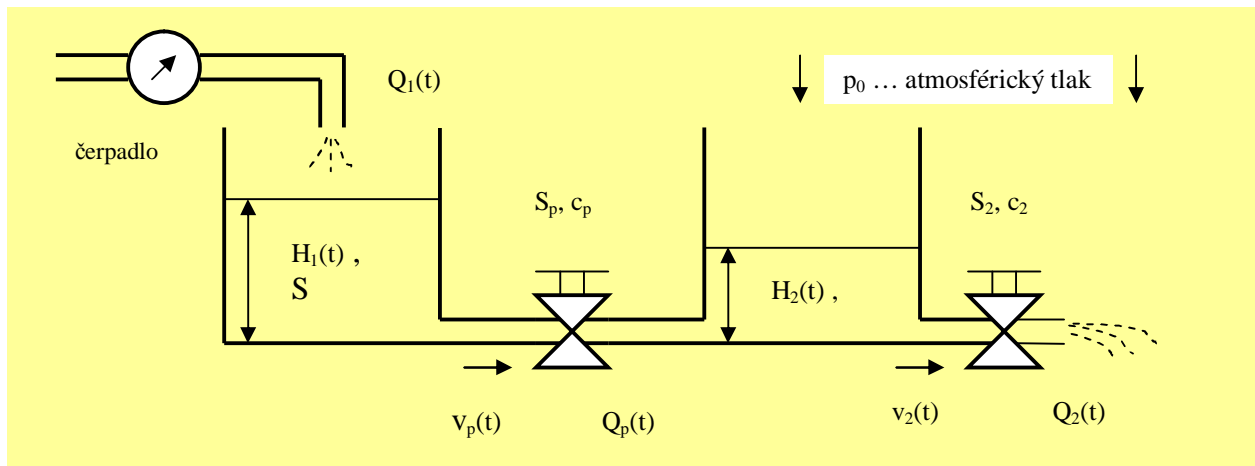 Q₁(t)
p₀ … atmosférický tlak
čerpadlo
Sₚ, cₚ
S₂, c₂
H₁(t) ,
S
H₂(t) ,
vₚ(t)
Qₚ(t)
v₂(t)
Q₂(t)